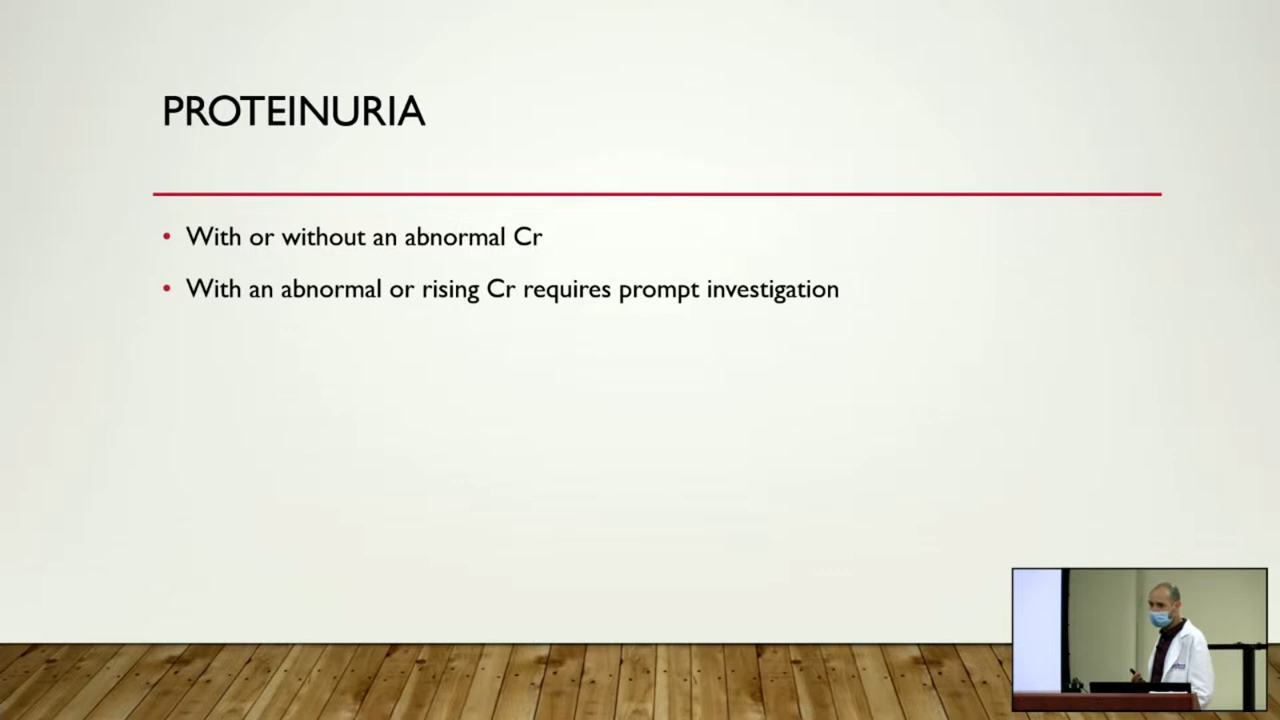 PROTEINURIA
• With or without an abnormal Cr
• With an abnormal or rising Cr requires prompt investigation